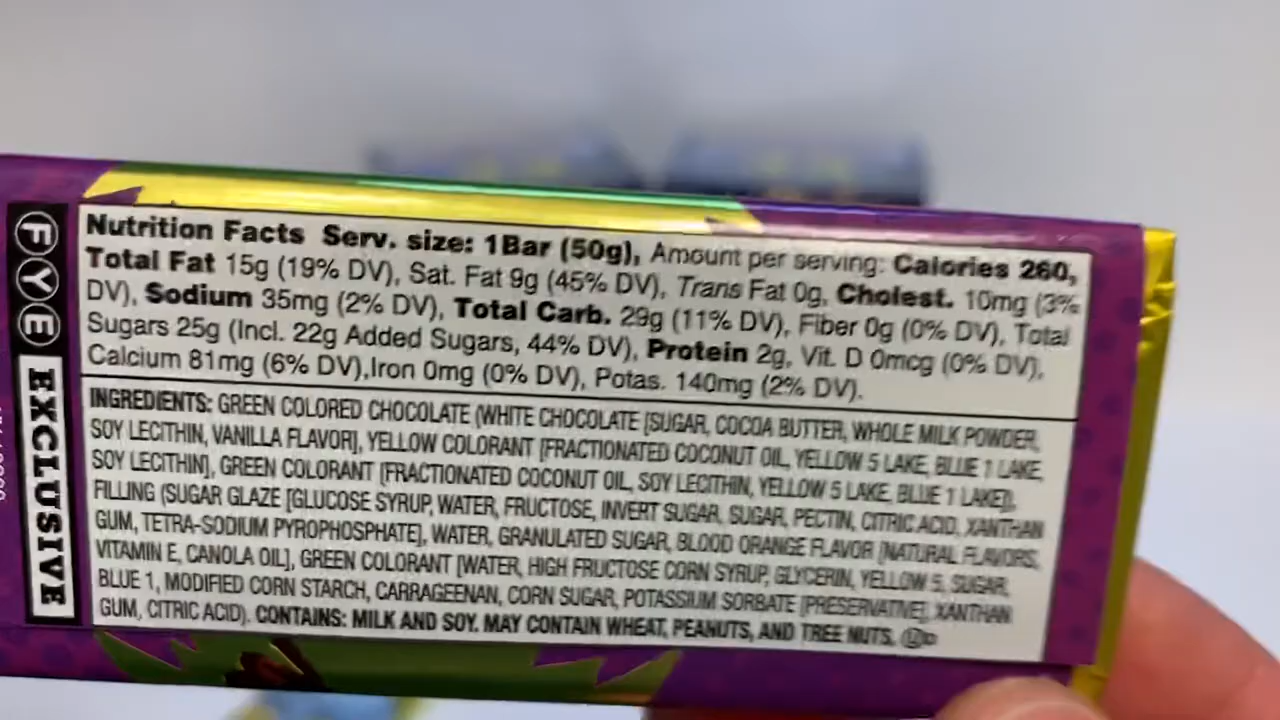 Nutrition Facts Serv. size: 1Bar (50g), Amount per serving: Calories 260,
Total Fat 15g (19% DV), Sat. Fat 9g (45% DV), Trans Fat 0g, Cholest. 10mg (3%
DV), Sodium 35mg (2% DV), Total Carb. 29g (11% DV), Fiber 0g (0% DV), Total
Sugars 25g (Incl. 22g Added Sugars, 44% DV), Protein 2g, Vit. D 0mcg (0% DV),
Calcium 81mg (6% DV),Iron 0mg (0% DV), Potas. 140mg (2% DV).
INGREDIENTS: GREEN COLORED CHOCOLATE (WHITE CHOCOLATE [SUGAR, COCOA BUTTER, WHOLE MILK POWDER,
SOY LECITHIN, VANILLA FLAVOR], YELLOW COLORANT [FRACTIONATED COCONUT OIL, YELLOW 5 LAKE, BLUE 1 LAKE,
SOY LECITHIN], GREEN COLORANT [FRACTIONATED COCONUT OIL, SOY LECITHIN, YELLOW 5 LAKE, BLUE 1 LAKE]),
FILLING (SUGAR GLAZE [GLUCOSE SYRUP, WATER, FRUCTOSE, INVERT SUGAR, SUGAR, PECTIN, CITRIC ACID, XANTHAN
GUM, TETRA-SODIUM PYROPHOSPHATE], WATER, GRANULATED SUGAR, BLOOD ORANGE FLAVOR [NATURAL FLAVORS,
VITAMIN E, CANOLA OIL], GREEN COLORANT [WATER, HIGH FRUCTOSE CORN SYRUP, GLYCERIN, YELLOW 5, SUGAR,
BLUE 1, MODIFIED CORN STARCH, CARRAGEENAN, CORN SUGAR, POTASSIUM SORBATE [PRESERVATIVE], XANTHAN
GUM, CITRIC ACID). CONTAINS: MILK AND SOY. MAY CONTAIN WHEAT, PEANUTS, AND TREE NUTS. ⓊD
FYE
EXCLUSIVE